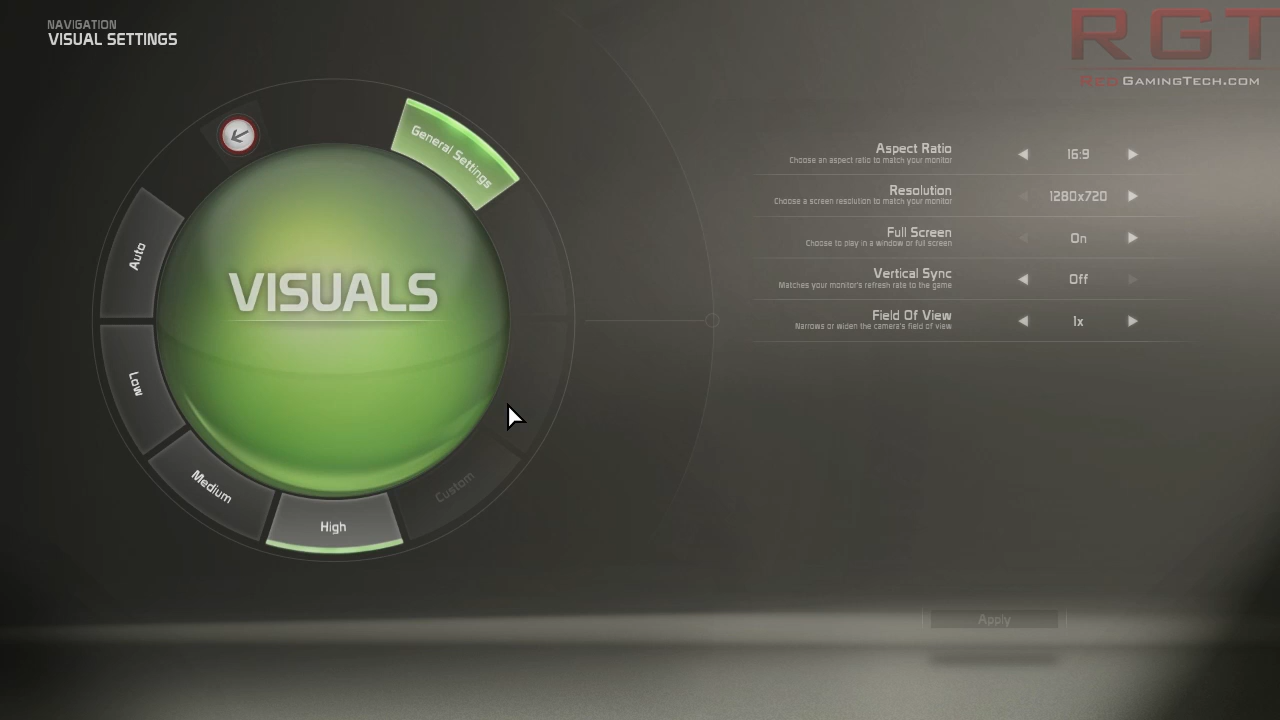 NAVIGATION
VISUAL SETTINGS
RGT
REDGAMINGTECH.COM
General Settings
Auto
VISUALS
Low
Medium
High
Custom
Aspect Ratio
Choose an aspect ratio to match your monitor
16:9
Resolution
Choose a screen resolution to match your monitor
1280x720
Full Screen
Choose to play in a window or full screen
On
Vertical Sync
Matches your monitor's refresh rate to the game
Off
Field Of View
Narrows or widen the camera's field of view
1x
Apply